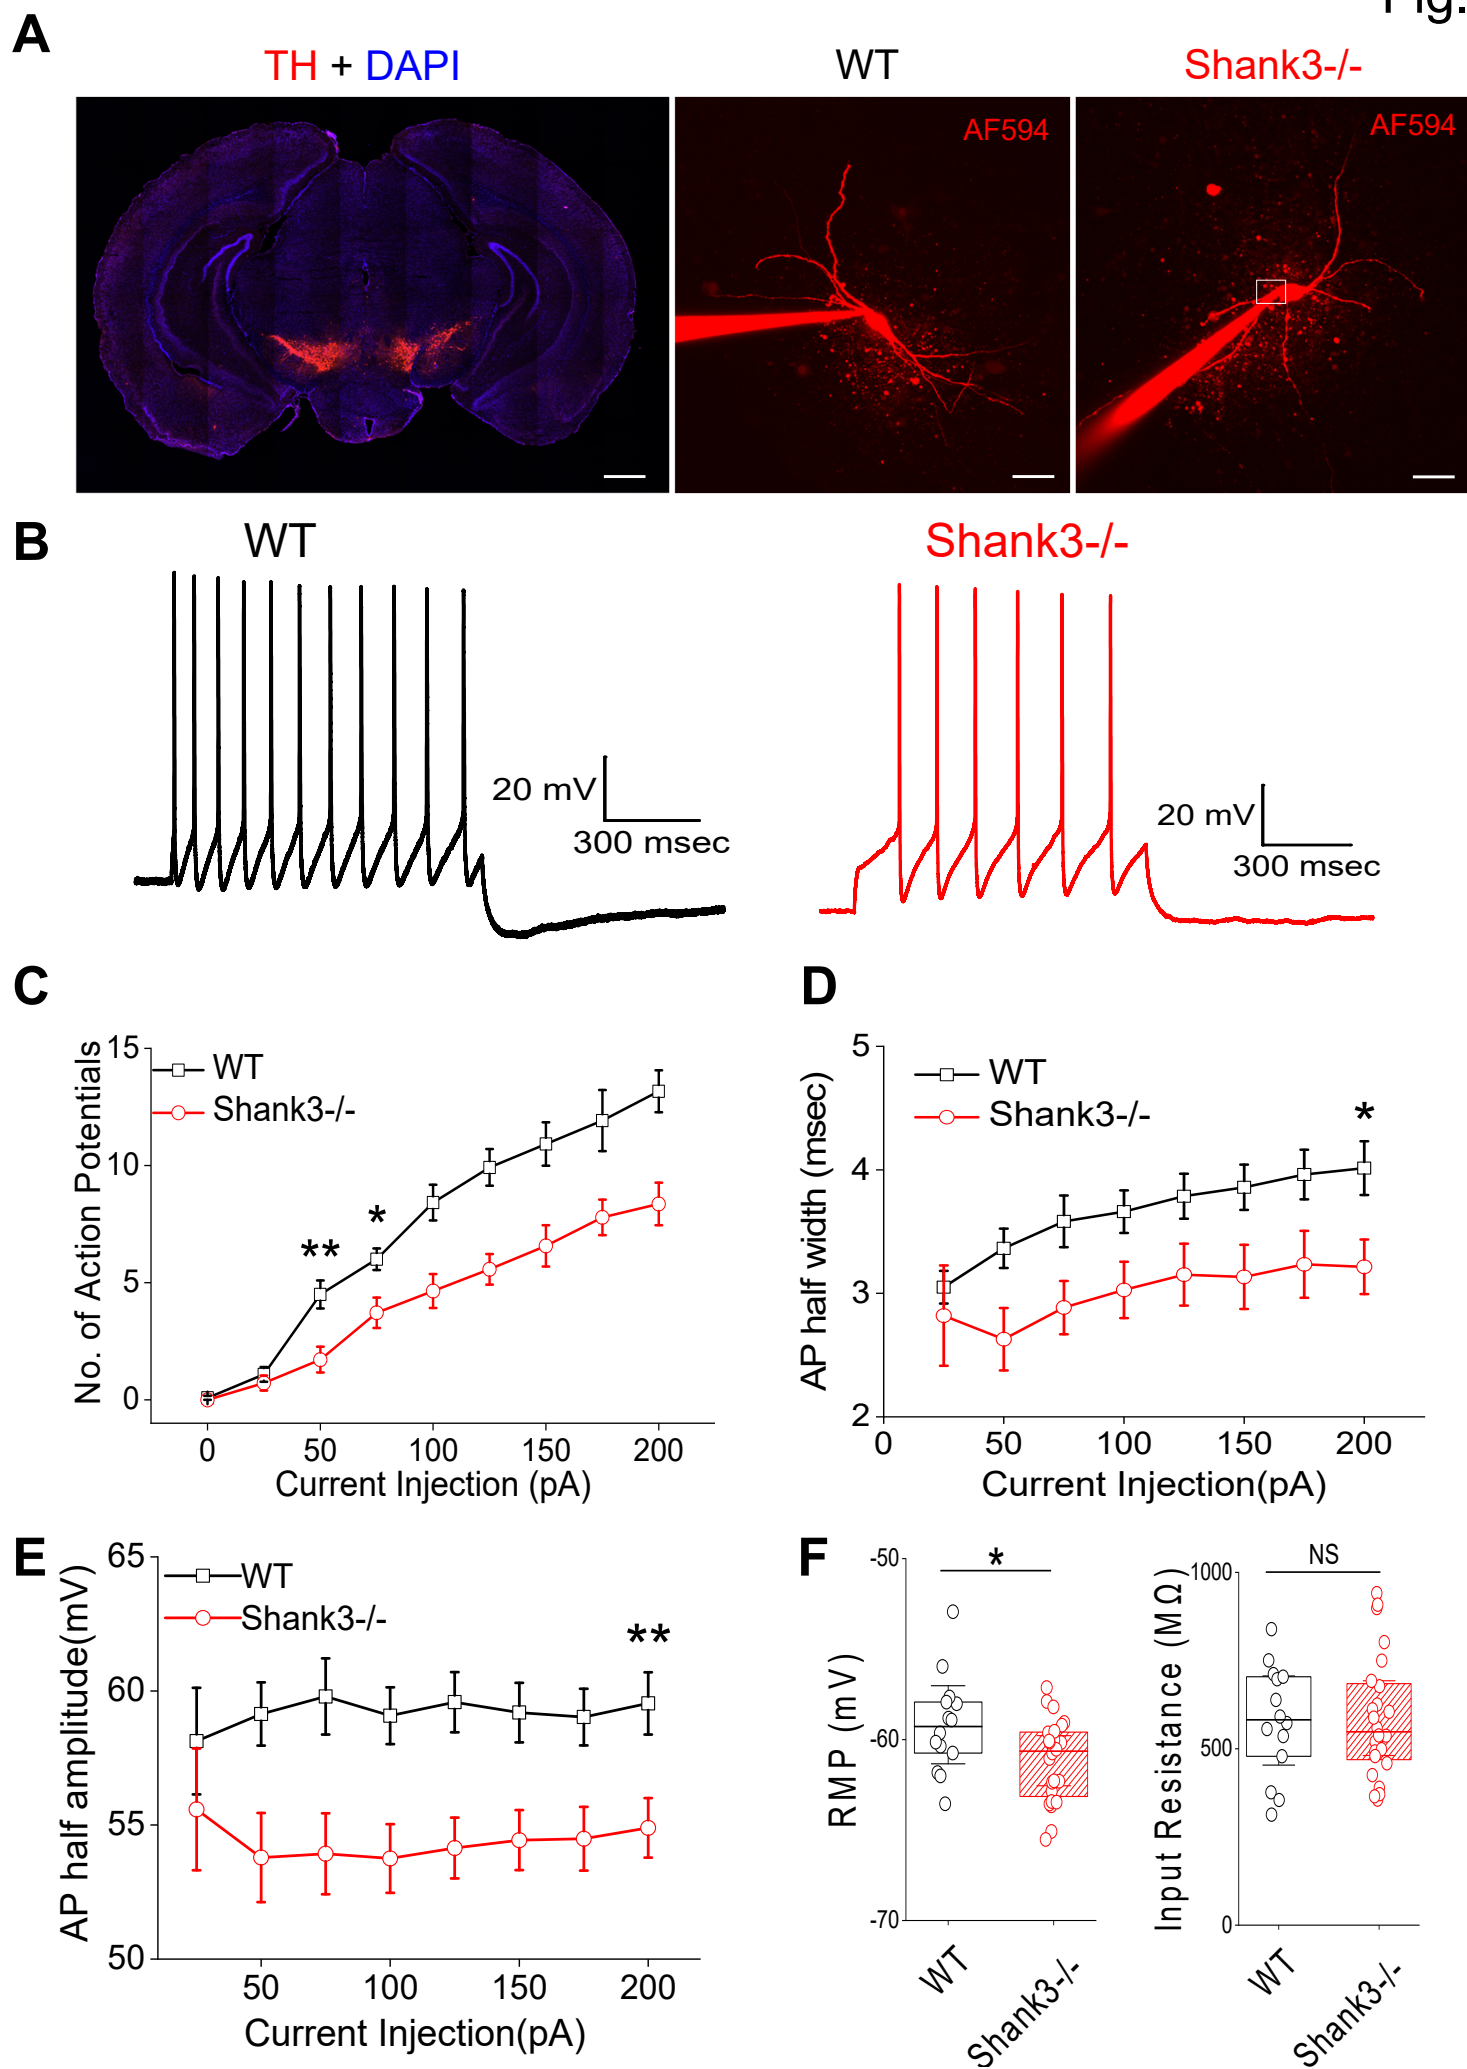 Fig.
A
TH + DAPI
WT
Shank3-/-
AF594
AF594
B
WT
Shank3-/-
20 mV
300 msec
20 mV
300 msec
C
No. of Action Potentials
15
10
5
0
WT
Shank3-/-
**
*
0 50 100 150 200
Current Injection (pA)
D
AP half width (msec)
5
4
3
2
WT
Shank3-/-
*
0 50 100 150 200
Current Injection(pA)
E
AP half amplitude(mV)
65
60
55
50
WT
Shank3-/-
**
50 100 150 200
Current Injection(pA)
F
RMP (mV)
-50
-60
-70
*
WT
Shank3-/-
Input Resistance (MΩ)
1000
500
0
NS
WT
Shank3-/-